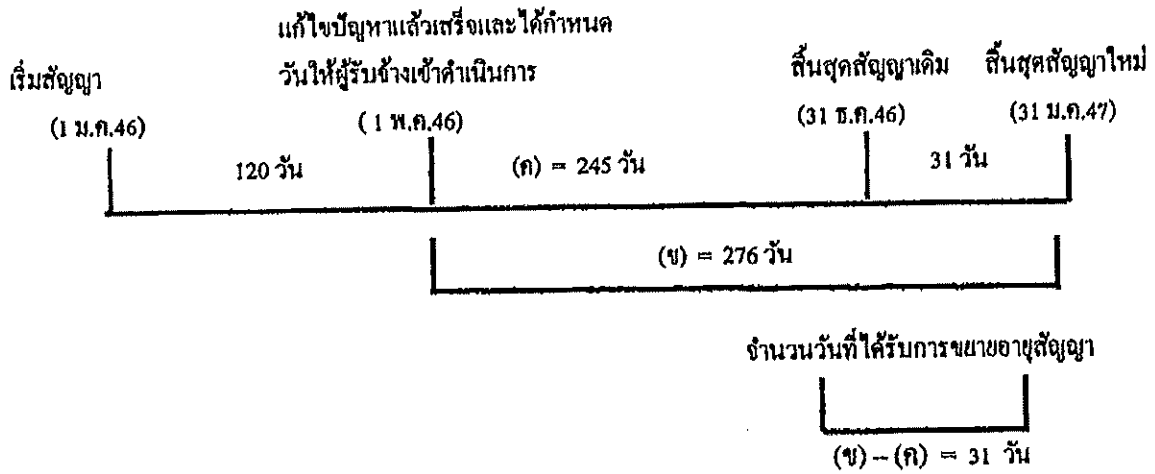 แก้ไขปัญหาแล้วเสร็จและได้กำหนด
วันให้ผู้รับจ้างเข้าดำเนินการ
เริ่มสัญญา
สิ้นสุดสัญญาเดิม
สิ้นสุดสัญญาใหม่
(1 ม.ค.46)
( 1 พ.ค.46)
(31 ธ.ค.46)
(31 ม.ค.47)
120 วัน
(ค) = 245 วัน
31 วัน
(ข) = 276 วัน
จำนวนวันที่ได้รับการขยายอายุสัญญา
(ข) – (ค) = 31 วัน